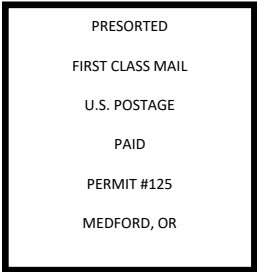 PRESORTED
FIRST CLASS MAIL
U.S. POSTAGE
PAID
PERMIT #125
MEDFORD, OR